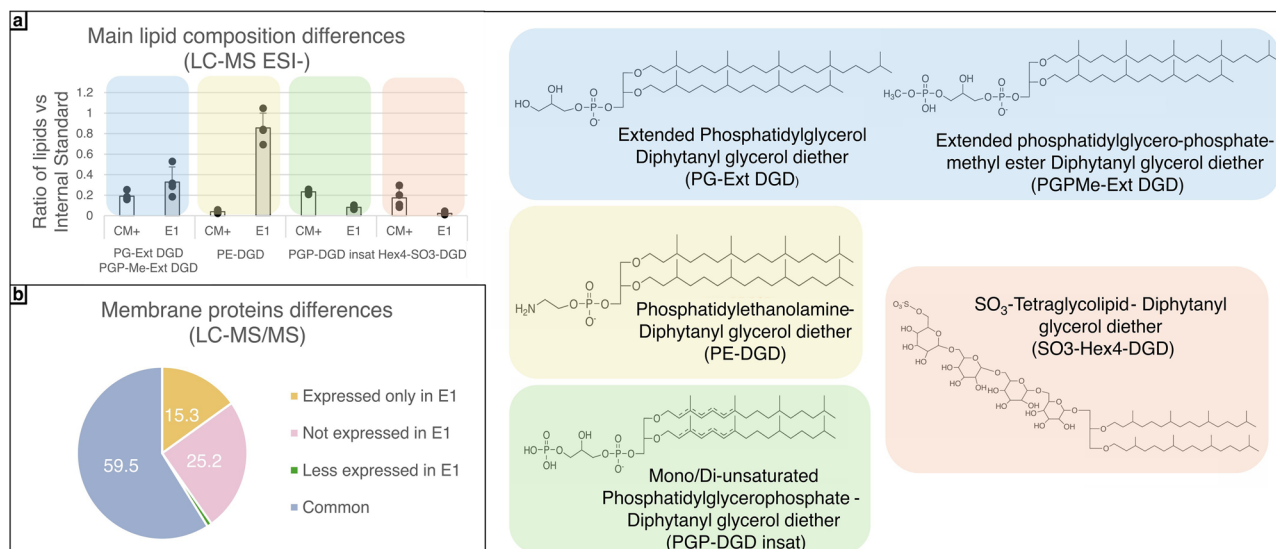 a
Main lipid composition differences
(LC-MS ESI-)
Ratio of lipids vs
Internal Standard
1.2
1
0.8
0.6
0.4
0.2
0
CM+ E1 CM+ E1 CM+ E1 CM+ E1
PG-Ext DGD
PGP-Me-Ext DGD
PE-DGD
PGP-DGD insat
Hex4-SO3-DGD
b
Membrane proteins differences
(LC-MS/MS)
15.3
25.2
59.5
Expressed only in E1
Not expressed in E1
Less expressed in E1
Common
Extended Phosphatidylglycerol
Diphytanyl glycerol diether
(PG-Ext DGD)
Extended phosphatidylglycero-phosphate-
methyl ester Diphytanyl glycerol diether
(PGPMe-Ext DGD)
Phosphatidylethanolamine-
Diphytanyl glycerol diether
(PE-DGD)
Mono/Di-unsaturated
Phosphatidylglycerophosphate -
Diphytanyl glycerol diether
(PGP-DGD insat)
SO3-Tetraglycolipid - Diphytanyl
glycerol diether
(SO3-Hex4-DGD)